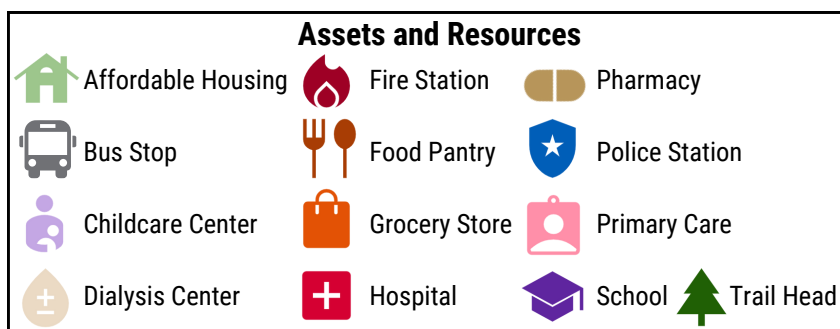 Assets and Resources
Affordable Housing
Fire Station
Pharmacy
Bus Stop
Food Pantry
Police Station
Childcare Center
Grocery Store
Primary Care
Dialysis Center
Hospital
School
Trail Head